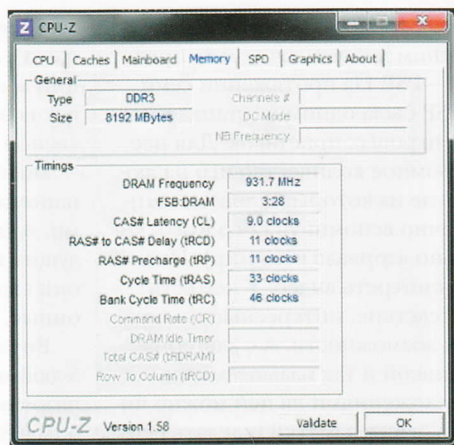 CPU-Z
CPU Caches Mainboard Memory SPD Graphics About
General
Type DDR3 Channels #
Size 8192 MBytes DC Mode
NB Frequency
Timings
DRAM Frequency 931.7 MHz
FSB:DRAM 3:28
CAS# Latency (CL) 9.0 clocks
RAS# to CAS# Delay (tRCD) 11 clocks
RAS# Precharge (tRP) 11 clocks
Cycle Time (tRAS) 33 clocks
Bank Cycle Time (tRC) 46 clocks
Command Rate (CR)
DRAM Idle Timer
Total CAS# (tRDRAM)
Row To Column (tRCD)
CPU-Z Version 1.58 Validate OK